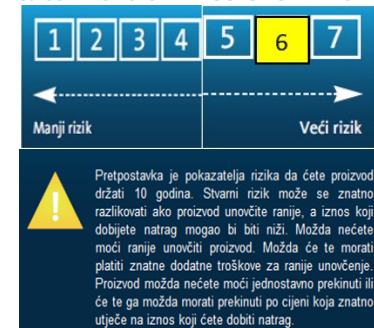 1 2 3 4 5 6 7
Manji rizik Veći rizik
Pretpostavka je pokazatelja rizika da ćete proizvod
držati 10 godina. Stvarni rizik može se znatno
razlikovati ako proizvod unovčite ranije, a iznos koji
dobijete natrag mogao bi biti niži. Možda nećete
moći ranije unovčiti proizvod. Možda će te morati
platiti znatne dodatne troškove za ranije unovčenje.
Proizvod možda nećete moći jednostavno prekinuti ili
će te ga možda morati prekinuti po cijeni koja znatno
utječe na iznos koji ćete dobiti natrag.